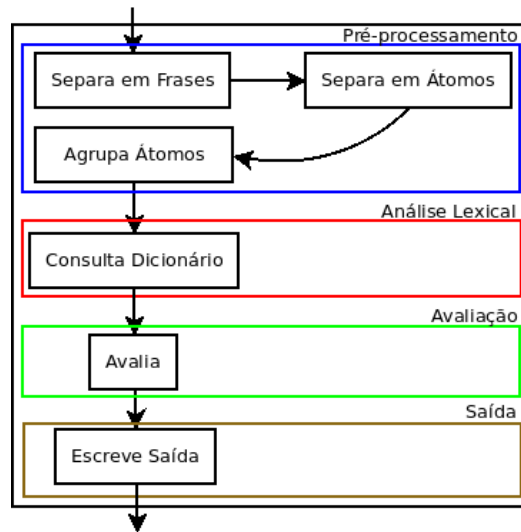 Pré-processamento
Separa em Frases
Separa em Átomos
Agrupa Átomos
Análise Lexical
Consulta Dicionário
Avaliação
Avalia
Saída
Escreve Saída